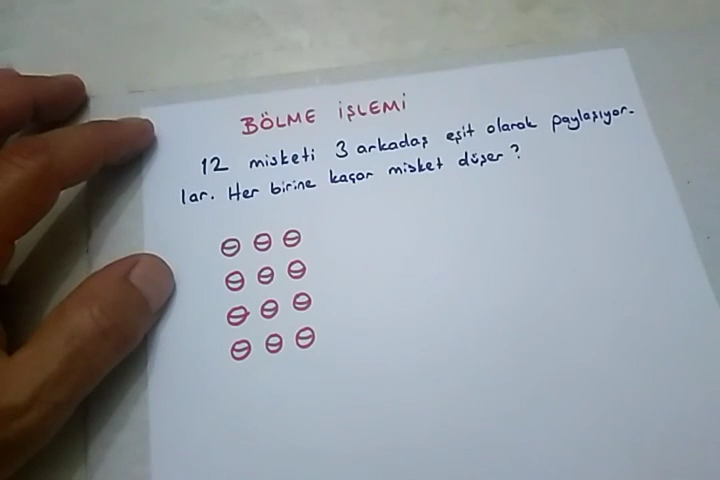 BÖLME İŞLEMİ
12 misketi 3 arkadaş eşit olarak paylaşıyor-
lar. Her birine kaçar misket düşer?